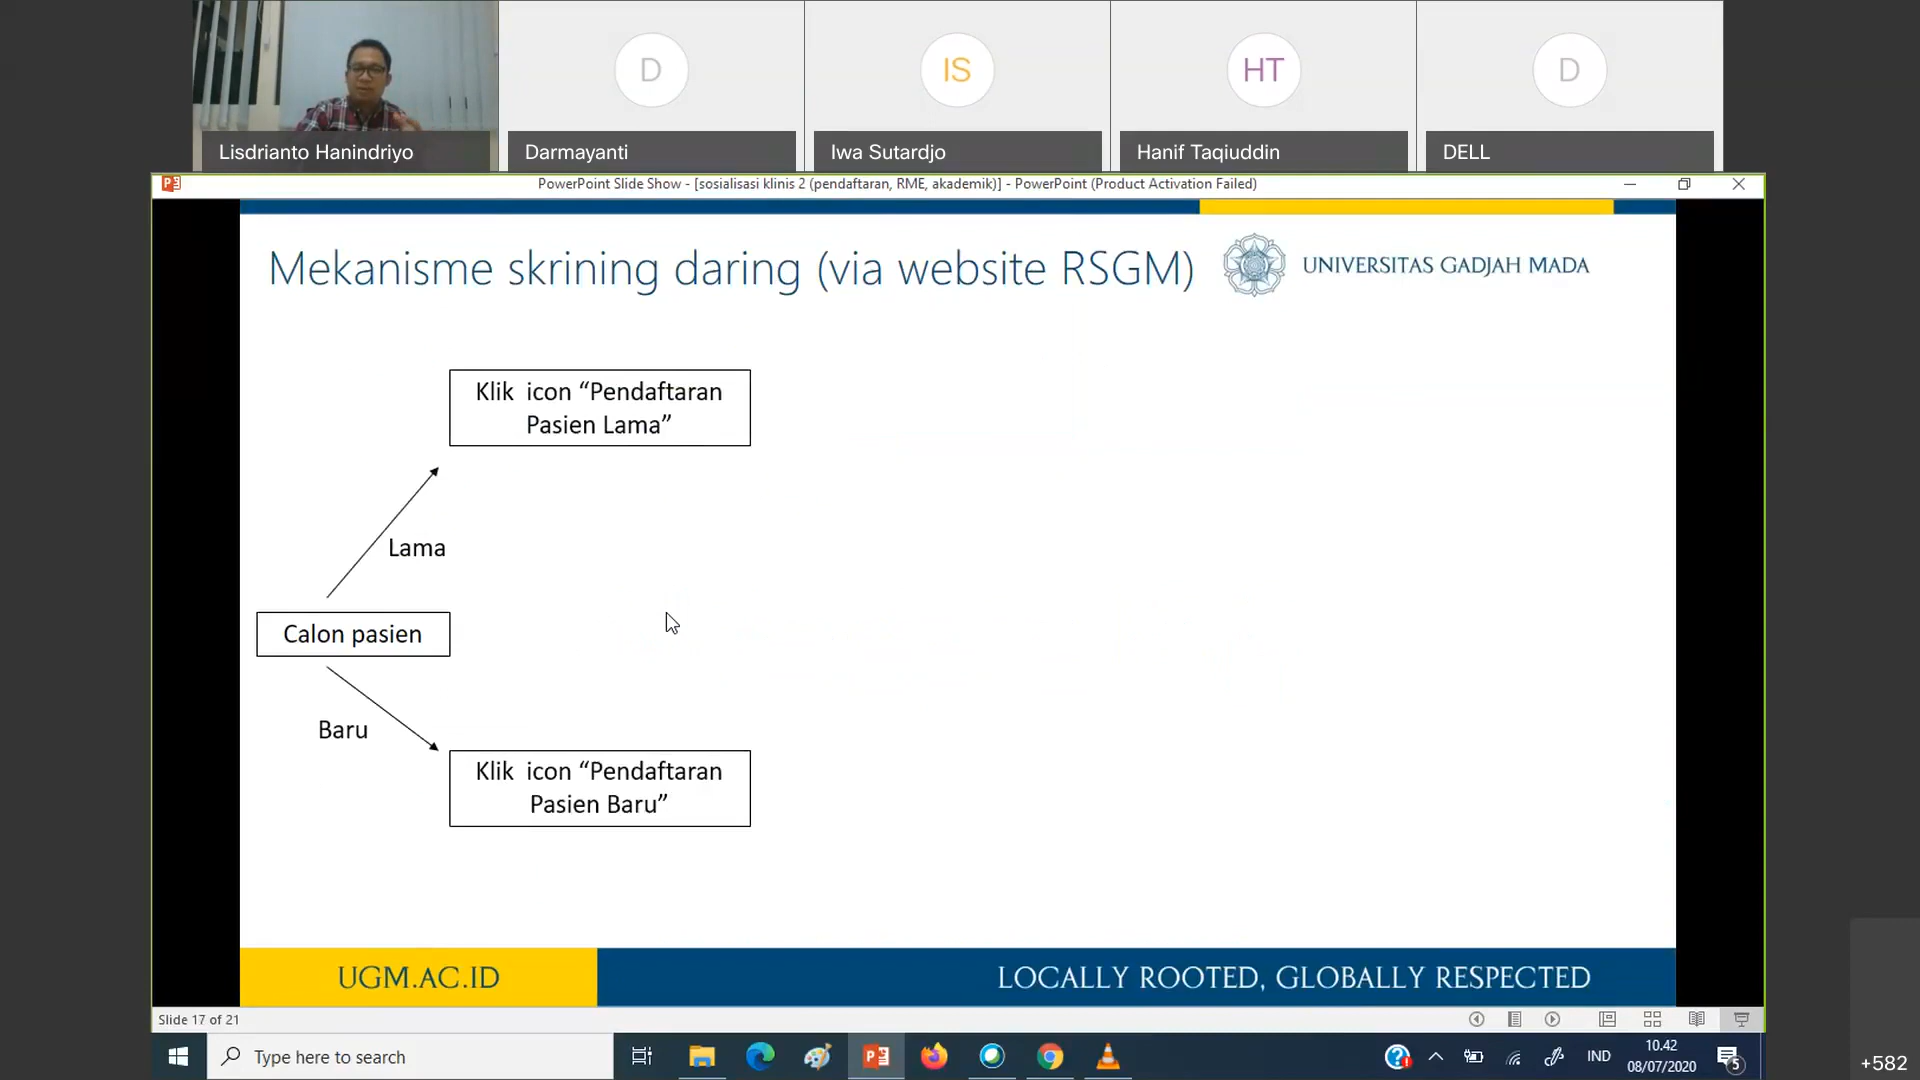 D
IS
HT
D
Lisdrianto Hanindriyo
Darmayanti
Iwa Sutardjo
Hanif Taqiuddin
DELL
PowerPoint Slide Show - [sosialisasi klinis 2 (pendaftaran, RME, akademik)] - PowerPoint (Product Activation Failed)
Mekanisme skrining daring (via website RSGM)
UNIVERSITAS GADJAH MADA
Klik icon “Pendaftaran
Pasien Lama”
Lama
Calon pasien
Baru
Klik icon “Pendaftaran
Pasien Baru”
UGM.AC.ID
LOCALLY ROOTED, GLOBALLY RESPECTED
Slide 17 of 21
Type here to search
IND
10.42
08/07/2020
5
+582